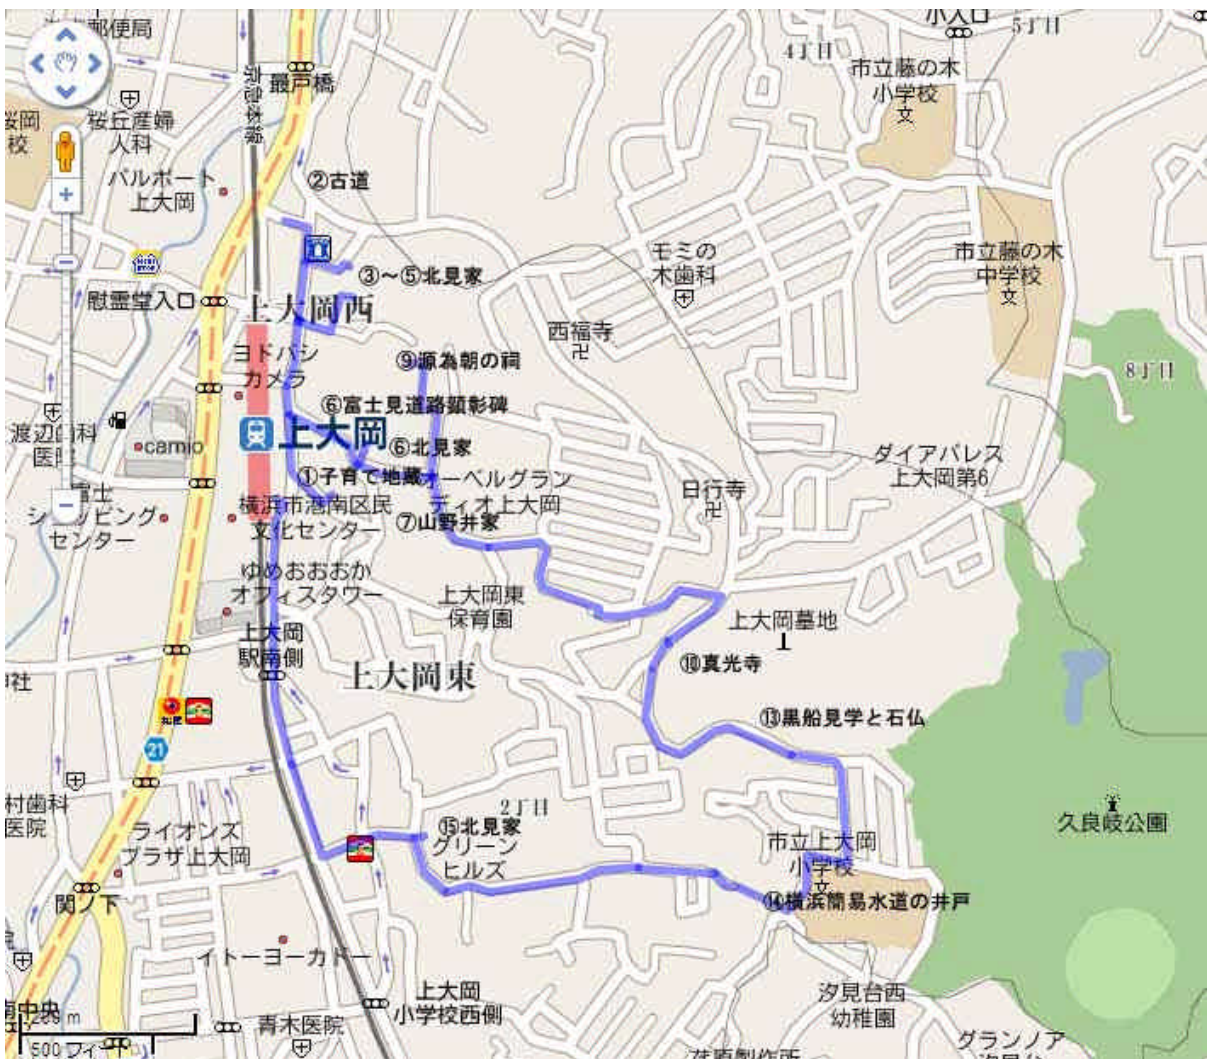 郵便局
小入口
5丁目
4丁目
最戸橋
京急本線
市立藤の木
小学校
桜岡
校
桜丘産婦
人科
パルポート
上大岡
②古道
モミの
木歯科
市立藤の木
中学校
③～⑤北見家
慰霊堂入口
上大岡西
西福寺
ヨドバシ
カメラ
⑨源為朝の祠
8丁目
⑥富士見道路顕彰碑
渡辺歯科
医院
camio
上大岡
⑥北見家
ダイアパレス
上大岡第6
①子育て地蔵
オーベルグラン
ディオ上大岡
日行寺
富士
ショッピング
センター
横浜市港南区民
文化センター
⑦山野井家
ゆめおおおか
オフィスタワー
上大岡東
保育園
上大岡墓地
上大岡
駅南側
上大岡東
⑩真光寺
神社
⑬黒船見学と石仏
21
村歯科
医院
2丁目
久良岐公園
ライオンズ
プラザ上大岡
⑮北見家
グリーン
ヒルズ
市立上大岡
小学校
文
関ノ下
⑭横浜簡易水道の井戸
イトーヨーカドー
上大岡
小学校西側
汐見台西
幼稚園
南中央
200 m
500 フィート
青木医院
グランノア
荏原製作所